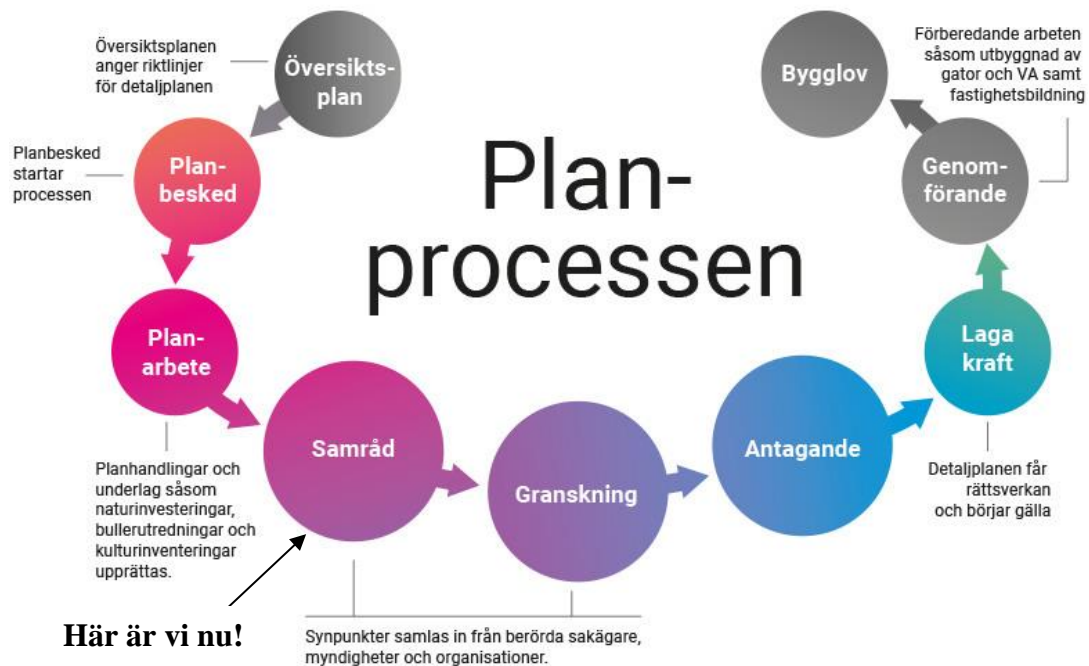 Översiktsplanen
anger riktlinjer
för detaljplanen
Översikts-
plan
Planbesked
startar
processen
Plan-
besked
Plan-
processen
Bygglov
Förberedande arbeten
såsom utbyggnad av
gator och VA samt
fastighetsbildning
Genom-
förande
Plan-
arbete
Planhandlingar och
underlag såsom
naturinvesteringar,
bullerutredningar och
kulturinventeringar
upprättas.
Samråd
Granskning
Antagande
Laga
kraft
Detaljplanen får
rättsverkan
och börjar gälla
Här är vi nu!
Synpunkter samlas in från berörda sakägare,
myndigheter och organisationer.